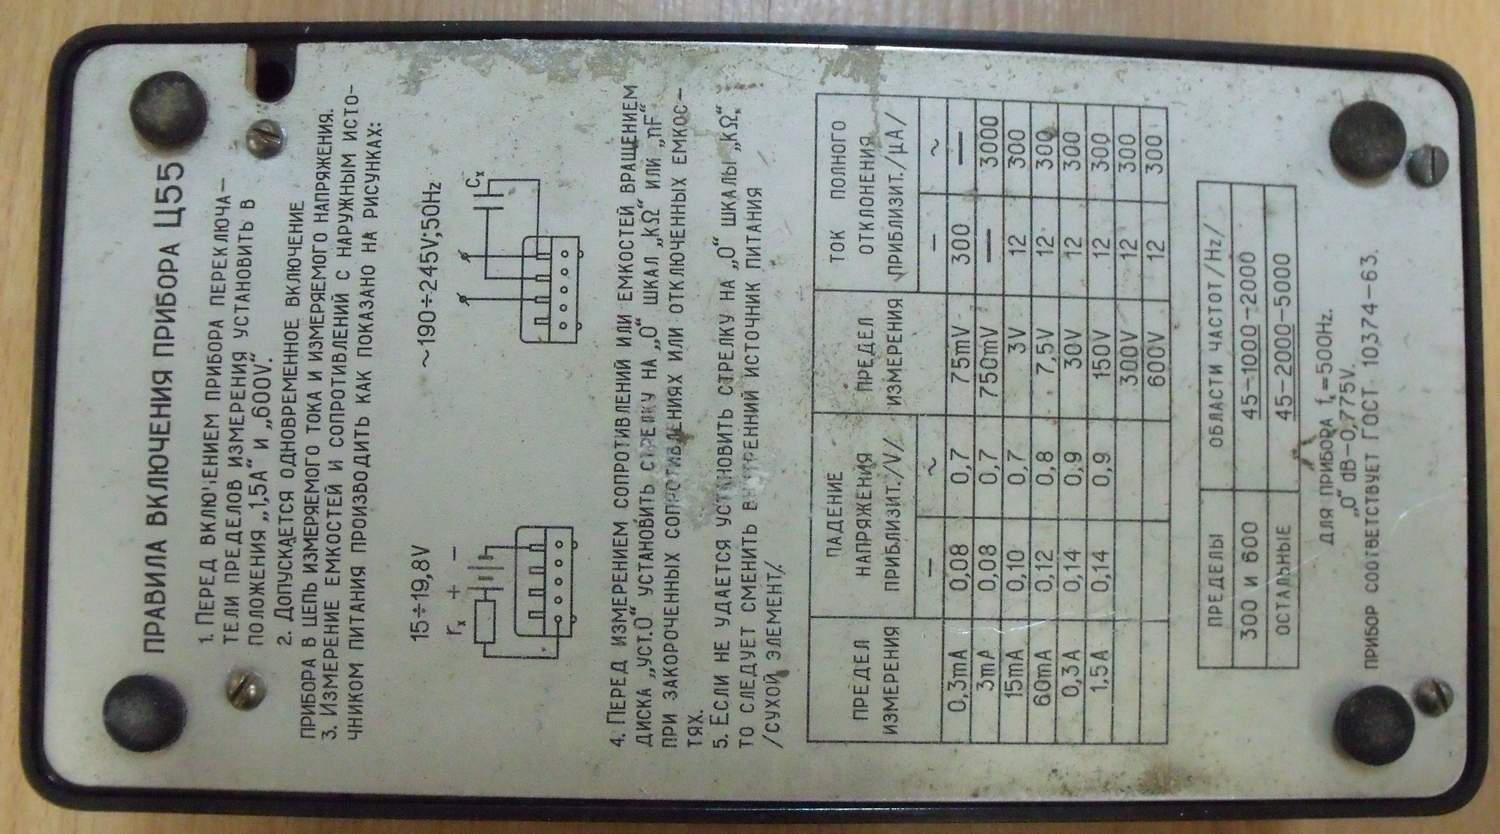 ПРАВИЛА ВКЛЮЧЕНИЯ ПРИБОРА Ц55
1. ПЕРЕД ВКЛЮЧЕНИЕМ ПРИБОРА ПЕРЕКЛЮЧА-
ТЕЛИ ПРЕДЕЛОВ ИЗМЕРЕНИЯ УСТАНОВИТЬ В
ПОЛОЖЕНИЯ „1,5А“ И „600V“.
2. ДОПУСКАЕТСЯ ОДНОВРЕМЕННОЕ ВКЛЮЧЕНИЕ
ПРИБОРА В ЦЕПЬ ИЗМЕРЯЕМОГО ТОКА И ИЗМЕРЯЕМОГО НАПРЯЖЕНИЯ.
3. ИЗМЕРЕНИЕ ЕМКОСТЕЙ И СОПРОТИВЛЕНИЙ С НАРУЖНЫМ ИСТО-
ЧНИКОМ ПИТАНИЯ ПРОИЗВОДИТЬ КАК ПОКАЗАНО НА РИСУНКАХ:
15÷19,8V ~190÷245V;50Hz
rx + − Cx
4. ПЕРЕД ИЗМЕРЕНИЕМ СОПРОТИВЛЕНИЙ ИЛИ ЕМКОСТЕЙ ВРАЩЕНИЕМ
ДИСКА „УСТ.О“ УСТАНОВИТЬ СТРЕЛКУ НА „О“ ШКАЛ „КΩ“ ИЛИ „nF“
ПРИ ЗАКОРОЧЕННЫХ СОПРОТИВЛЕНИЯХ ИЛИ ОТКЛЮЧЕННЫХ ЕМКОС-
ТЯХ.
5. ЕСЛИ НЕ УДАЕТСЯ УСТАНОВИТЬ СТРЕЛКУ НА „О“ ШКАЛЫ „КΩ“,
ТО СЛЕДУЕТ СМЕНИТЬ ВНУТРЕННИЙ ИСТОЧНИК ПИТАНИЯ
/СУХОЙ ЭЛЕМЕНТ/.
ПРЕДЕЛ ПАДЕНИЕ ПРЕДЕЛ ТОК ПОЛНОГО
ИЗМЕРЕНИЯ НАПРЯЖЕНИЯ ИЗМЕРЕНИЯ ОТКЛОНЕНИЯ
ПРИБЛИЗИТ./V/ ПРИБЛИЗИТ./μA/
− ~ − ~
0,3mA 0,08 0,7 75mV 300 —
3mA 0,08 0,7 750mV — 3000
15mA 0,10 0,7 3V 12 300
60mA 0,12 0,8 7,5V 12 300
0,3A 0,14 0,9 30V 12 300
1,5A 0,14 0,9 150V 12 300
300V 12 300
600V 12 300
ПРЕДЕЛЫ ОБЛАСТИ ЧАСТОТ /Hz/
300 И 600 45-1000-2000
ОСТАЛЬНЫЕ 45-2000-5000
ДЛЯ ПРИБОРА f=500Hz.
„О“ dB-0,775V.
ПРИБОР СООТВЕТСТВУЕТ ГОСТ 10374-63.